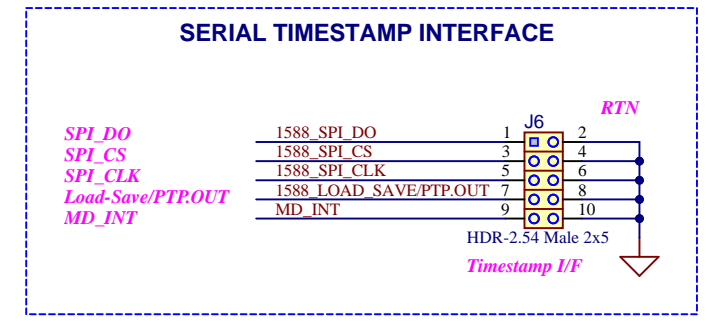 SERIAL TIMESTAMP INTERFACE
RTN
J6
SPI_DO 1588_SPI_DO 1 2
SPI_CS 1588_SPI_CS 3 4
SPI_CLK 1588_SPI_CLK 5 6
Load-Save/PTP.OUT 1588_LOAD_SAVE/PTP.OUT 7 8
MD_INT MD_INT 9 10
HDR-2.54 Male 2x5
Timestamp I/F